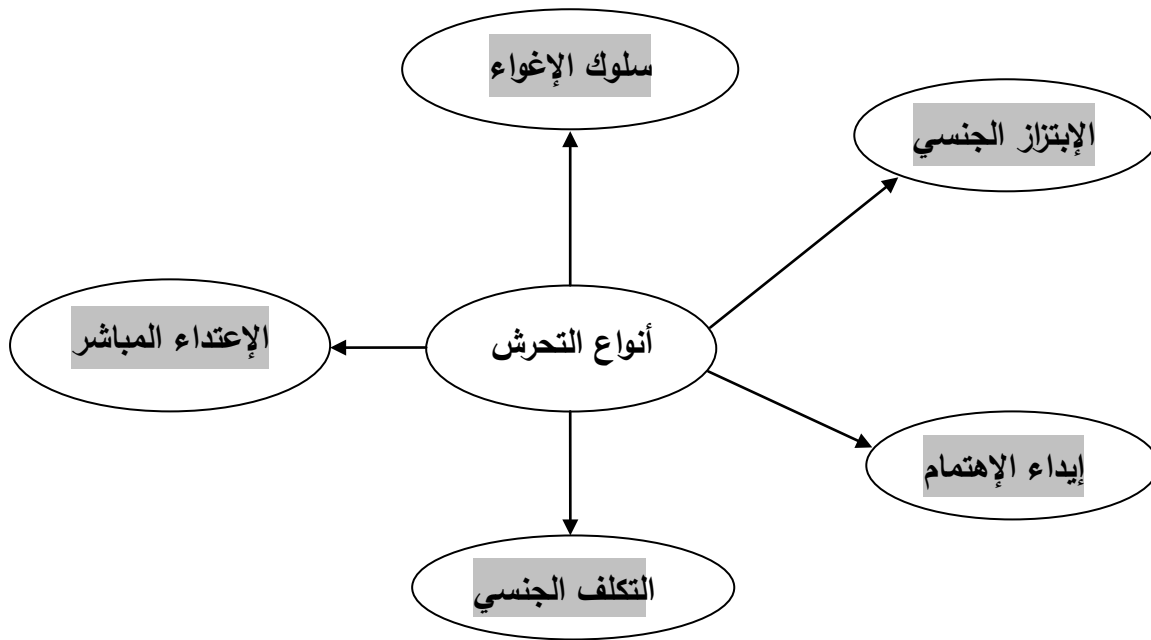 سلوك الإغواء
الإبتزاز الجنسي
أنواع التحرش
الإعتداء المباشر
إيداء الإهتمام
التكلف الجنسي